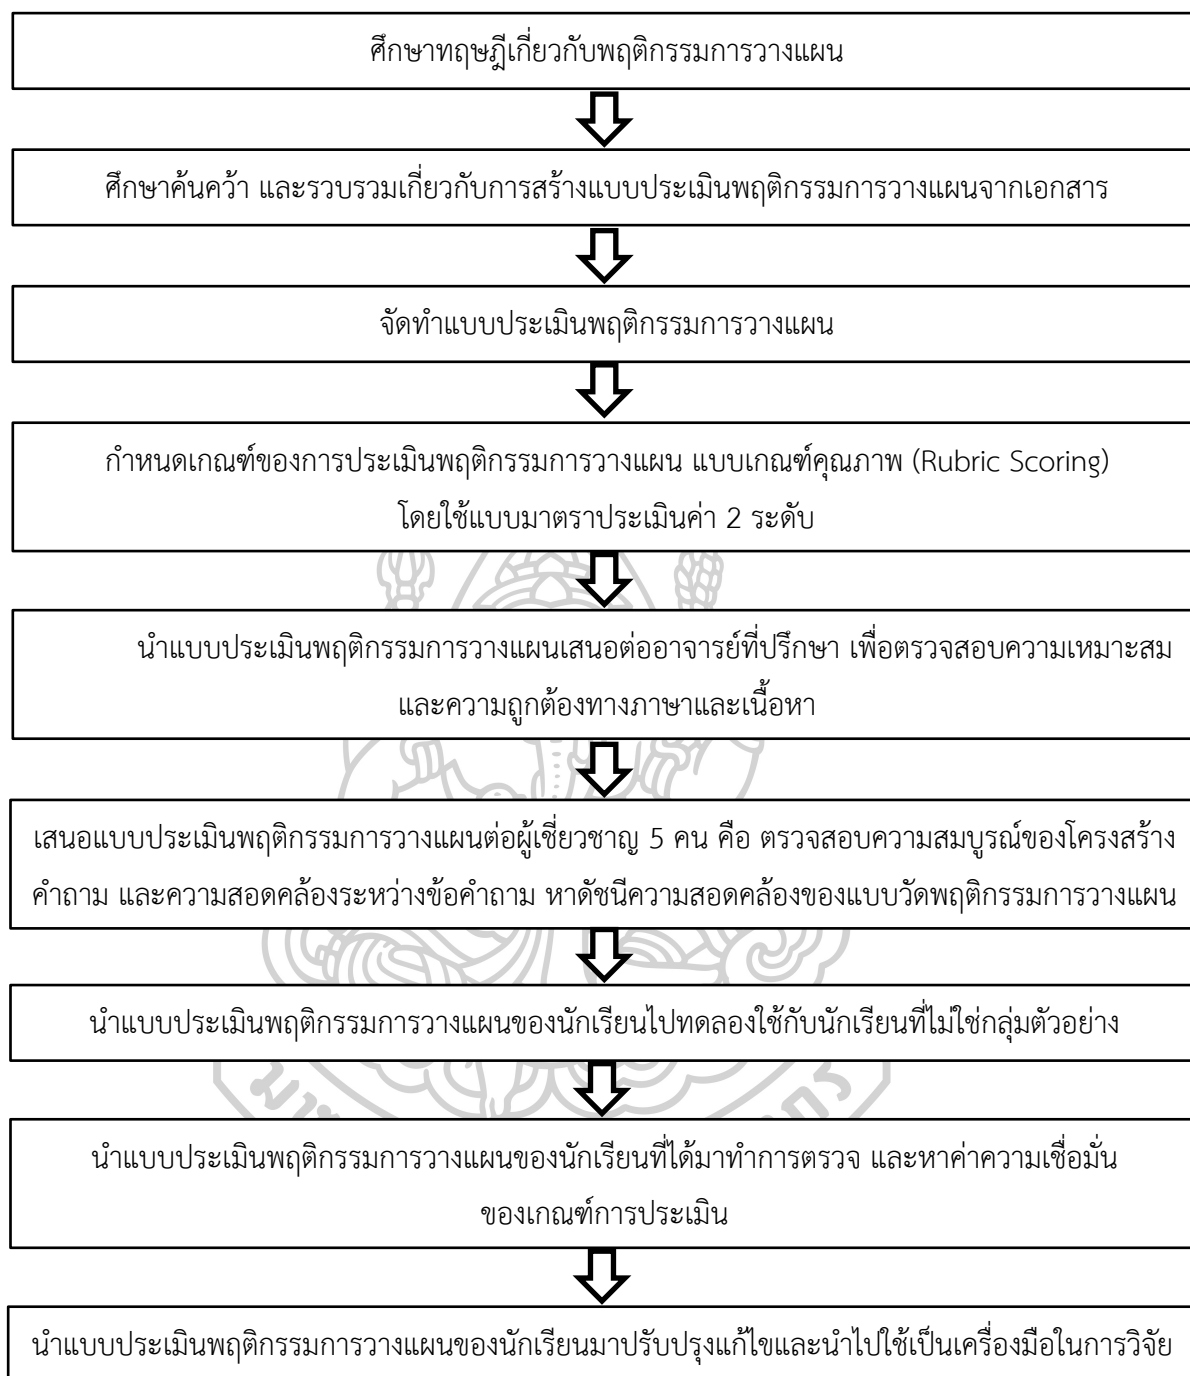 ศึกษาทฤษฎีเกี่ยวกับพฤติกรรมการวางแผน
ศึกษาค้นคว้า และรวบรวมเกี่ยวกับการสร้างแบบประเมินพฤติกรรมการวางแผนจากเอกสาร
จัดทำแบบประเมินพฤติกรรมการวางแผน
กำหนดเกณฑ์ของการประเมินพฤติกรรมการวางแผน แบบเกณฑ์คุณภาพ (Rubric Scoring)
โดยใช้แบบมาตราประเมินค่า 2 ระดับ
นำแบบประเมินพฤติกรรมการวางแผนเสนอต่ออาจารย์ที่ปรึกษา เพื่อตรวจสอบความเหมาะสม
และความถูกต้องทางภาษาและเนื้อหา
เสนอแบบประเมินพฤติกรรมการวางแผนต่อผู้เชี่ยวชาญ 5 คน คือ ตรวจสอบความสมบูรณ์ของโครงสร้าง
คำถาม และความสอดคล้องระหว่างข้อคำถาม หาดัชนีความสอดคล้องของแบบวัดพฤติกรรมการวางแผน
นำแบบประเมินพฤติกรรมการวางแผนของนักเรียนไปทดลองใช้กับนักเรียนที่ไม่ใช่กลุ่มตัวอย่าง
นำแบบประเมินพฤติกรรมการวางแผนของนักเรียนที่ได้มาทำการตรวจ และหาค่าความเชื่อมั่น
ของเกณฑ์การประเมิน
นำแบบประเมินพฤติกรรมการวางแผนของนักเรียนมาปรับปรุงแก้ไขและนำไปใช้เป็นเครื่องมือในการวิจัย